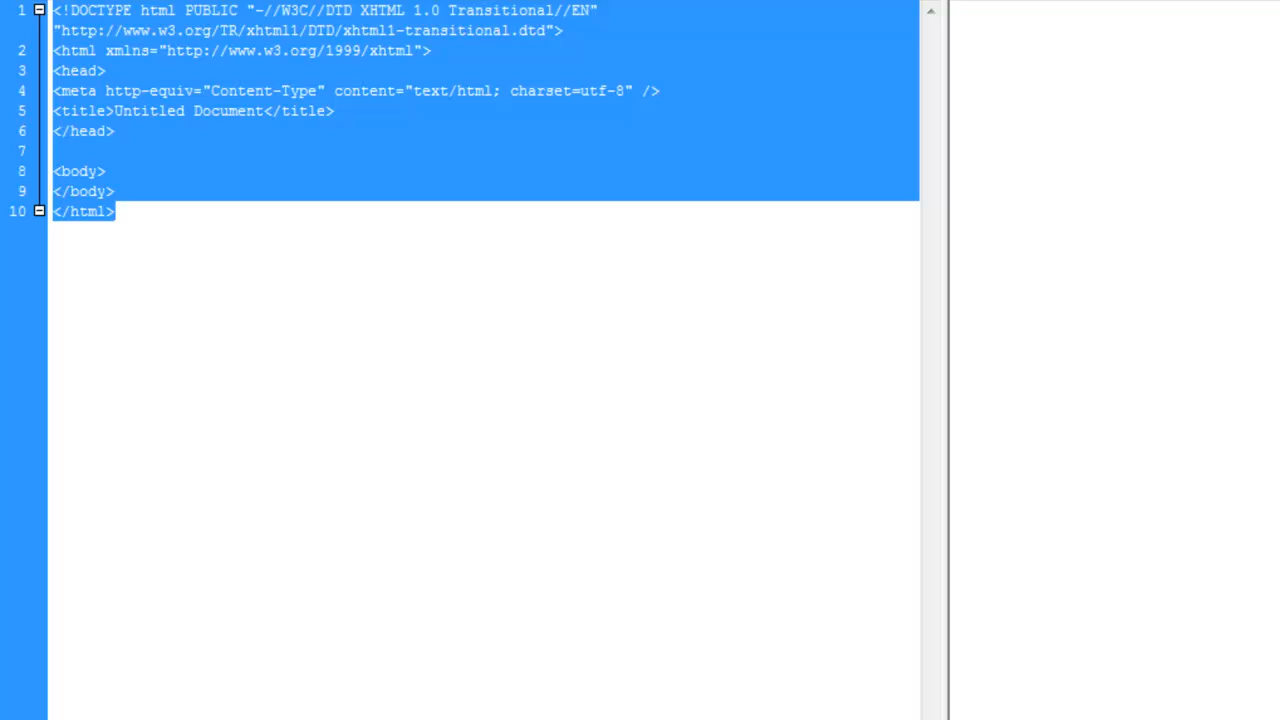 1 <!DOCTYPE html PUBLIC "-//W3C//DTD XHTML 1.0 Transitional//EN"
"http://www.w3.org/TR/xhtml1/DTD/xhtml1-transitional.dtd">
2 <html xmlns="http://www.w3.org/1999/xhtml">
3 <head>
4 <meta http-equiv="Content-Type" content="text/html; charset=utf-8" />
5 <title>Untitled Document</title>
6 </head>
7
8 <body>
9 </body>
10 </html>